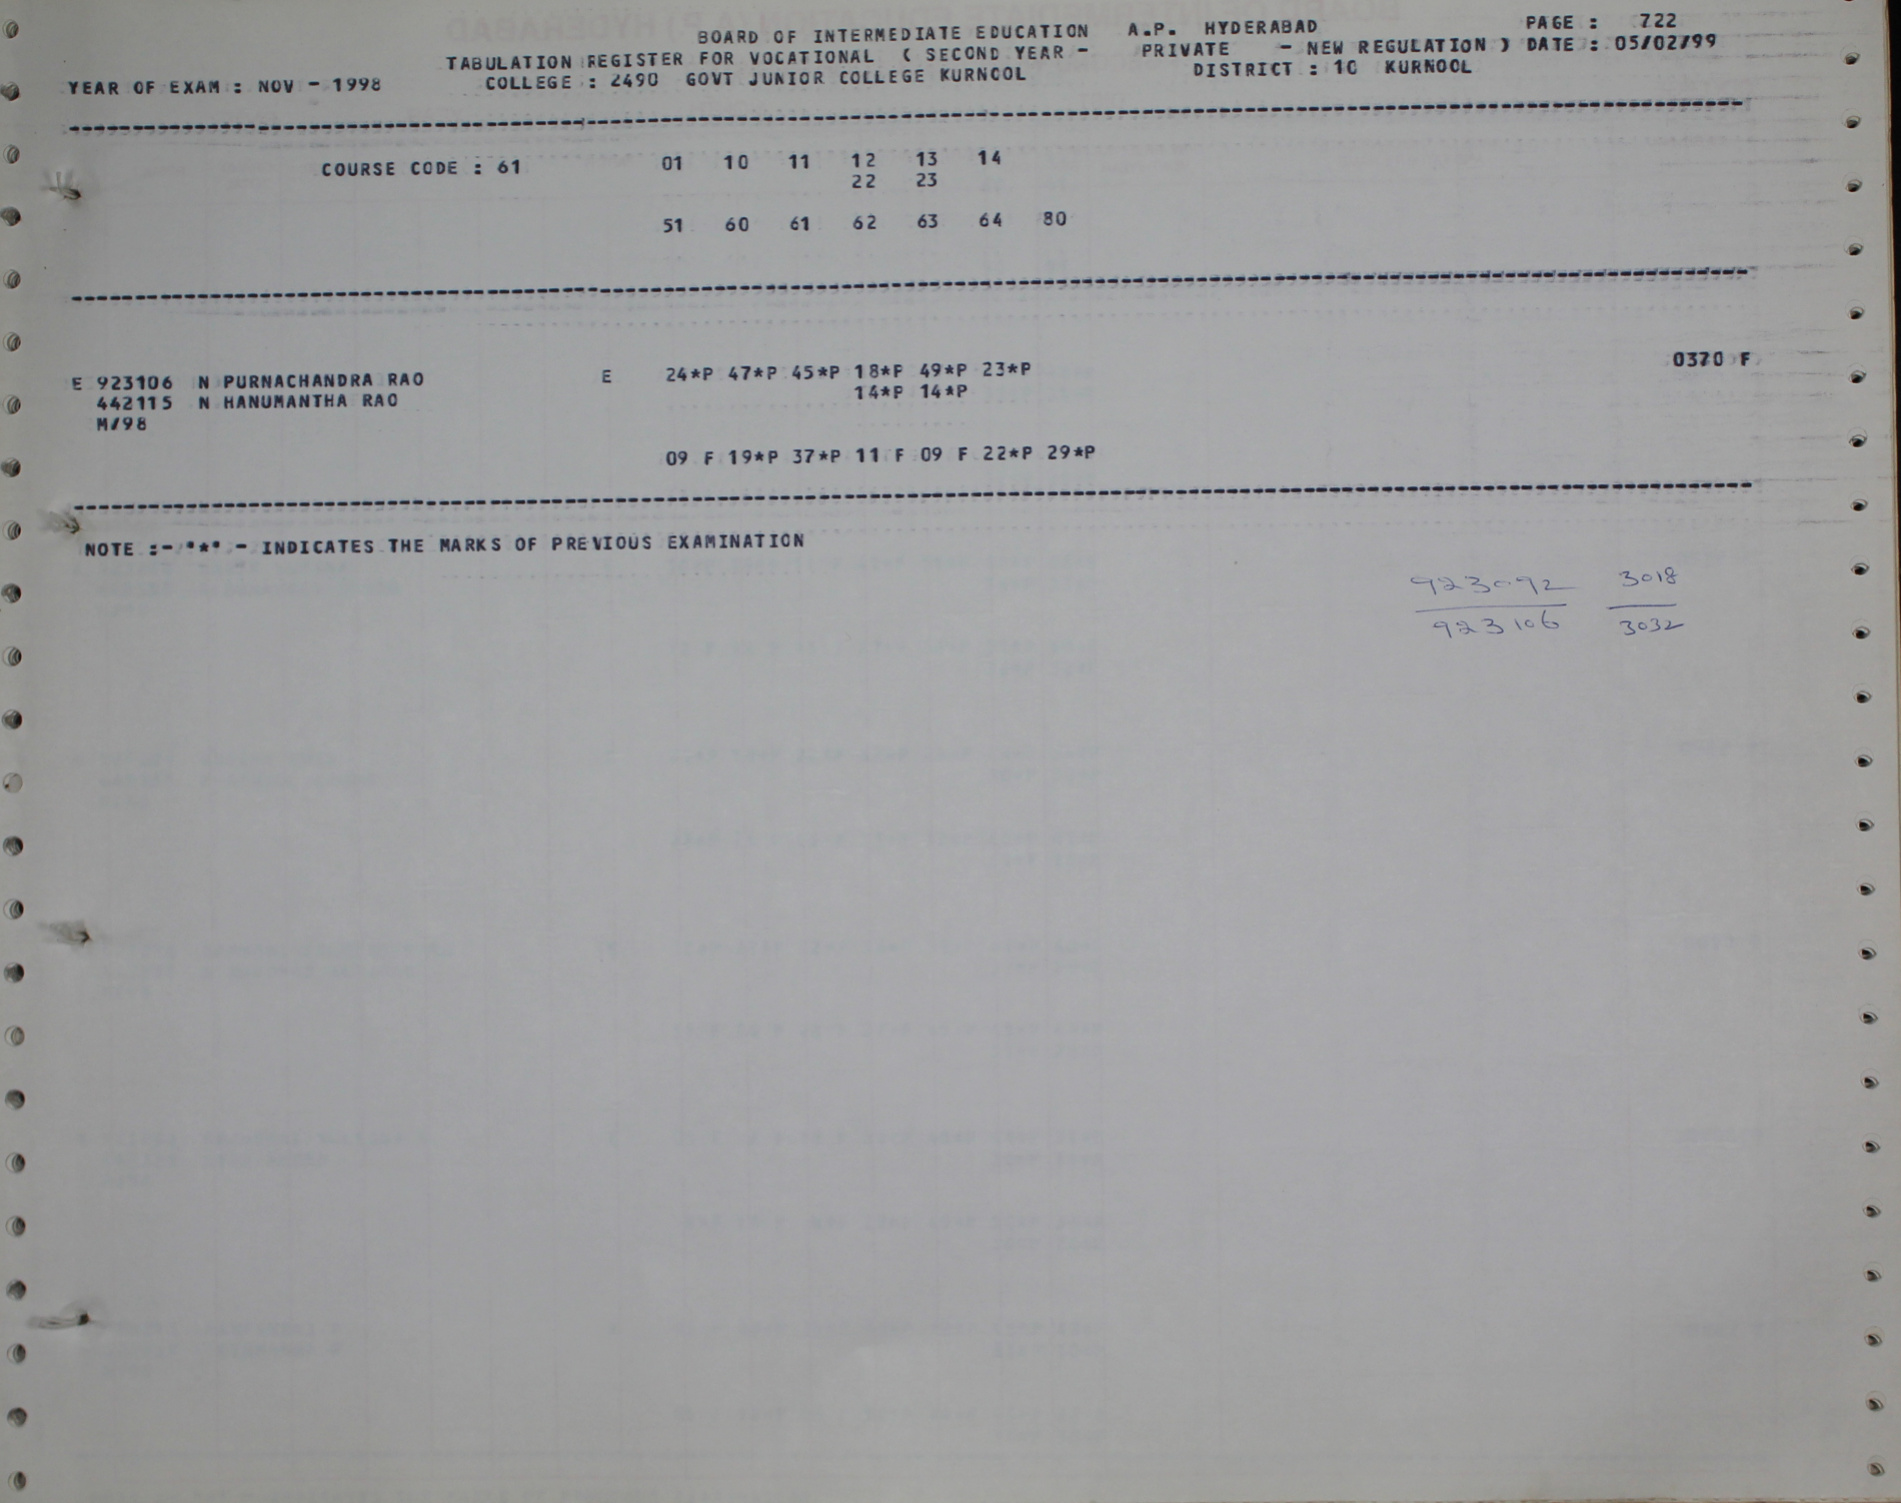 BOARD OF INTERMEDIATE EDUCATION A.P. HYDERABAD PAGE : 722
TABULATION REGISTER FOR VOCATIONAL ( SECOND YEAR - PRIVATE - NEW REGULATION ) DATE : 05/02/99
YEAR OF EXAM : NOV - 1998 COLLEGE : 2490 GOVT JUNIOR COLLEGE KURNOOL DISTRICT : 10 KURNOOL
COURSE CODE : 61 01 10 11 12 13 14
22 23
51 60 61 62 63 64 80
E 923106 N PURNACHANDRA RAO E 24*P 47*P 45*P 18*P 49*P 23*P 0370 F
442115 N HANUMANTHA RAO 14*P 14*P
M/98
09 F 19*P 37*P 11 F 09 F 22*P 29*P
NOTE :- "*" - INDICATES THE MARKS OF PREVIOUS EXAMINATION
923092 3018
923106 3032